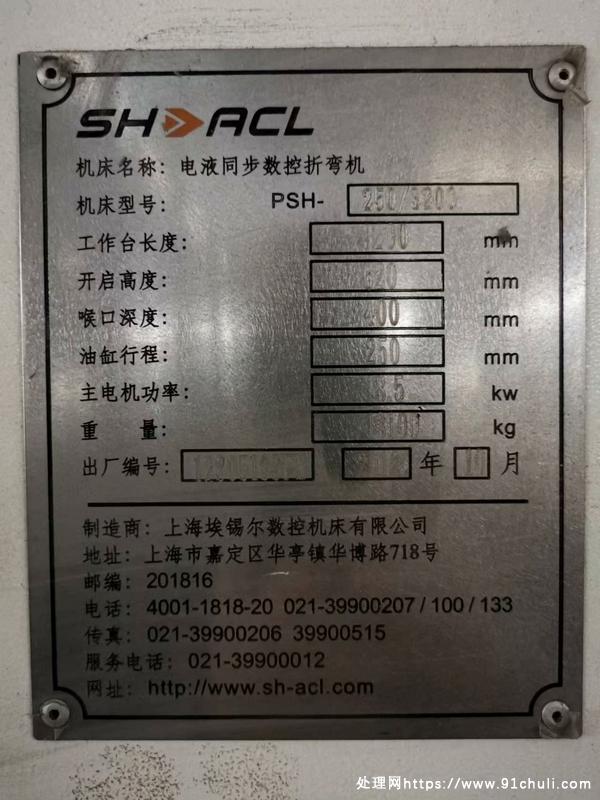 SH ACL
机床名称：电液同步数控折弯机
机床型号： PSH- 250/3200
工作台长度： mm
开启高度： mm
喉口深度： 400 mm
油缸行程： 250 mm
主电机功率： kw
重　量： kg
出厂编号： 年 10 月
制造商：上海埃锡尔数控机床有限公司
地址：上海市嘉定区华亭镇华博路718号
邮编：201816
电话：4001-1818-20 021-39900207 / 100 / 133
传真：021-39900206 39900515
服务电话：021-39900012
网址：http://www.sh-acl.com
处理网https://www.91chuli.com